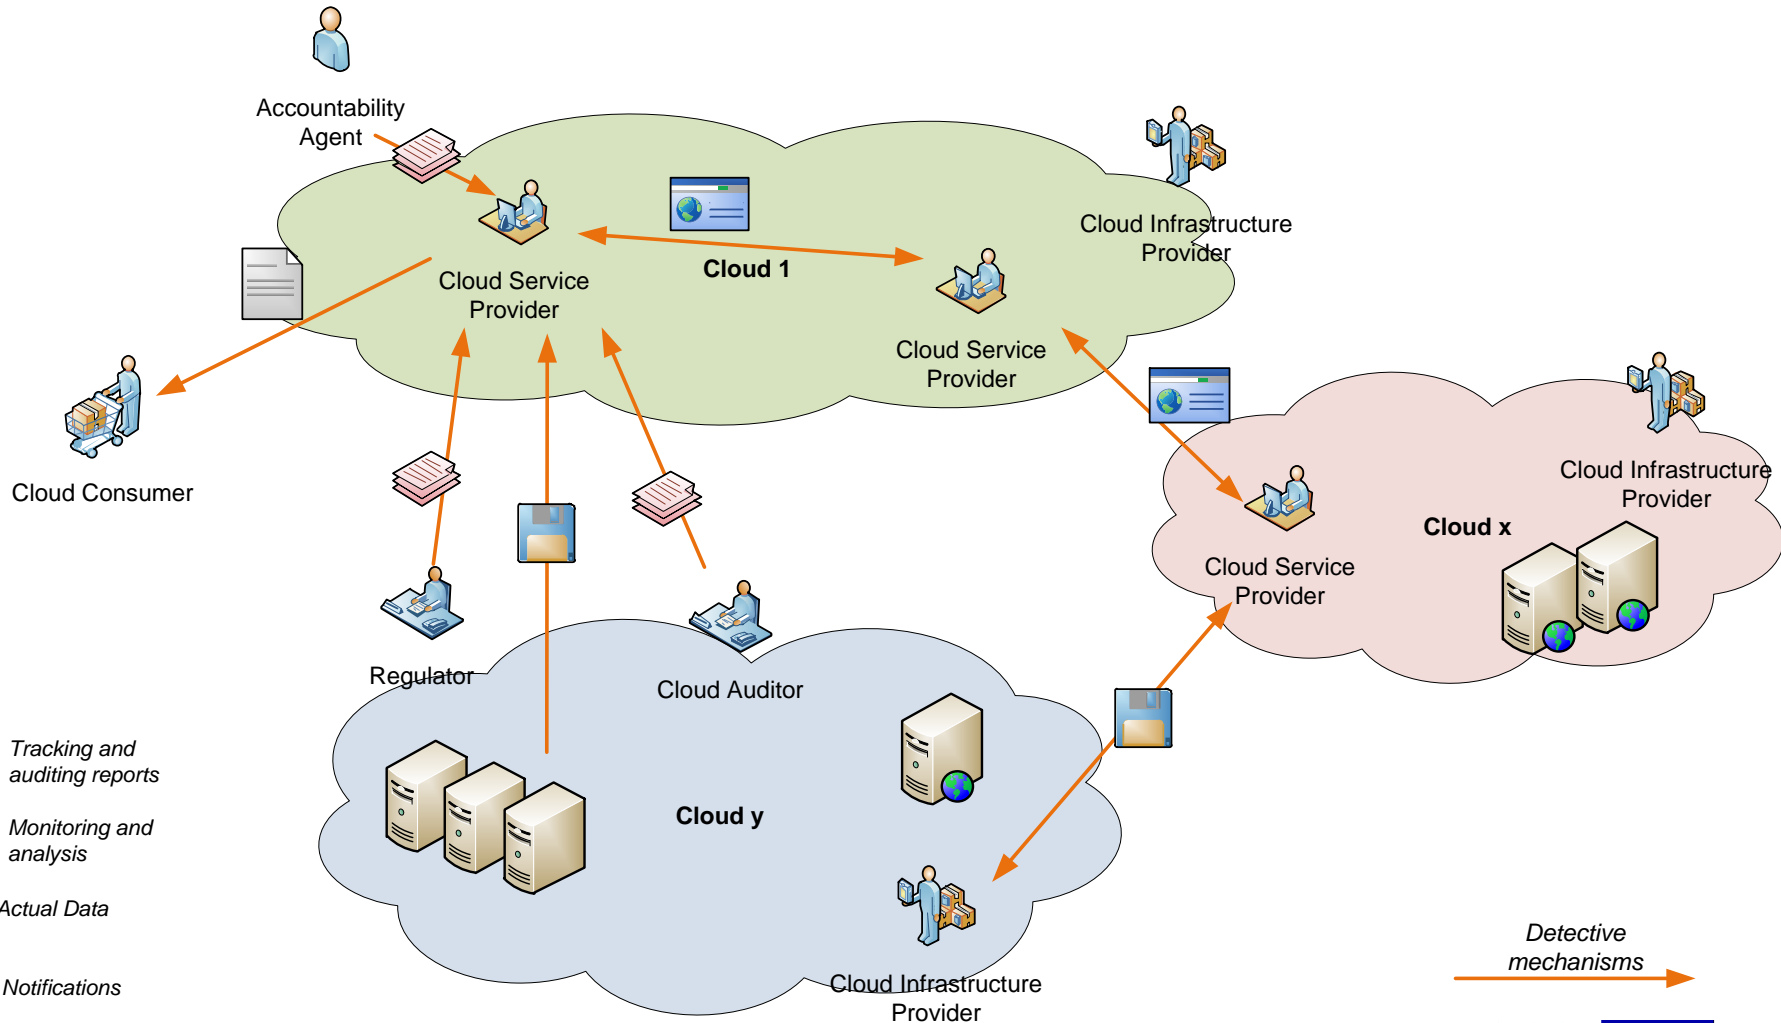 Accountability
Agent
Cloud Infrastructure
Provider
Cloud 1
Cloud Service
Provider
Cloud Service
Provider
Cloud Consumer
Cloud Infrastructure
Provider
Cloud x
Cloud Service
Provider
Regulator
Cloud Auditor
Tracking and
auditing reports
Cloud y
Monitoring and
analysis
Actual Data
Detective
mechanisms
Notifications
Cloud Infrastructure
Provider